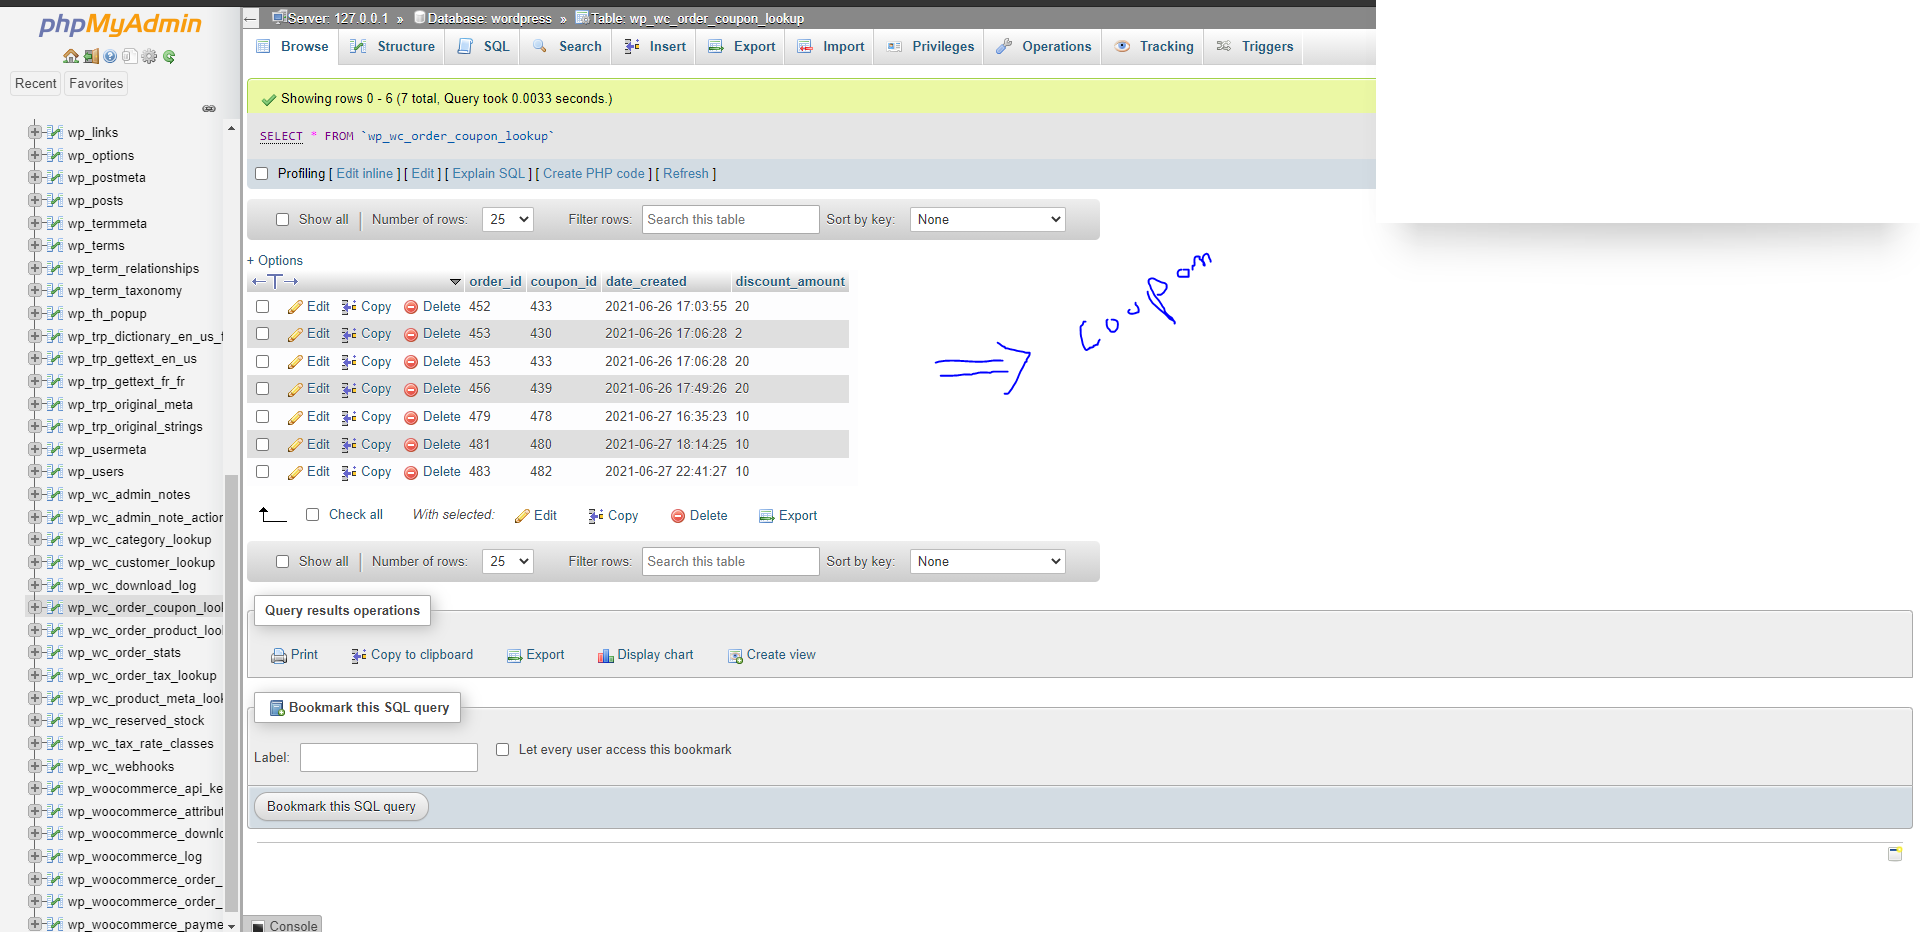 phpMyAdmin
Recent Favorites
wp_links
wp_options
wp_postmeta
wp_posts
wp_termmeta
wp_terms
wp_term_relationships
wp_term_taxonomy
wp_th_popup
wp_trp_dictionary_en_us_f
wp_trp_gettext_en_us
wp_trp_gettext_fr_fr
wp_trp_original_meta
wp_trp_original_strings
wp_usermeta
wp_users
wp_wc_admin_notes
wp_wc_admin_note_action
wp_wc_category_lookup
wp_wc_customer_lookup
wp_wc_download_log
wp_wc_order_coupon_look
wp_wc_order_product_loo
wp_wc_order_stats
wp_wc_order_tax_lookup
wp_wc_product_meta_look
wp_wc_reserved_stock
wp_wc_tax_rate_classes
wp_wc_webhooks
wp_woocommerce_api_ke
wp_woocommerce_attribut
wp_woocommerce_downlo
wp_woocommerce_log
wp_woocommerce_order_
wp_woocommerce_order_
wp_woocommerce_payme
Server: 127.0.0.1 » Database: wordpress » Table: wp_wc_order_coupon_lookup
Browse Structure SQL Search Insert Export Import Privileges Operations Tracking Triggers
Showing rows 0 - 6 (7 total, Query took 0.0033 seconds.)
SELECT * FROM `wp_wc_order_coupon_lookup`
Profiling [ Edit inline ] [ Edit ] [ Explain SQL ] [ Create PHP code ] [ Refresh ]
Show all | Number of rows: 25 Filter rows: Search this table Sort by key: None
+ Options
order_id coupon_id date_created discount_amount
Edit Copy Delete 452 433 2021-06-26 17:03:55 20
Edit Copy Delete 453 430 2021-06-26 17:06:28 2
Edit Copy Delete 453 433 2021-06-26 17:06:28 20
Edit Copy Delete 456 439 2021-06-26 17:49:26 20
Edit Copy Delete 479 478 2021-06-27 16:35:23 10
Edit Copy Delete 481 480 2021-06-27 18:14:25 10
Edit Copy Delete 483 482 2021-06-27 22:41:27 10
Coupon
Check all With selected: Edit Copy Delete Export
Show all | Number of rows: 25 Filter rows: Search this table Sort by key: None
Query results operations
Print Copy to clipboard Export Display chart Create view
Bookmark this SQL query
Label: Let every user access this bookmark
Bookmark this SQL query
Console